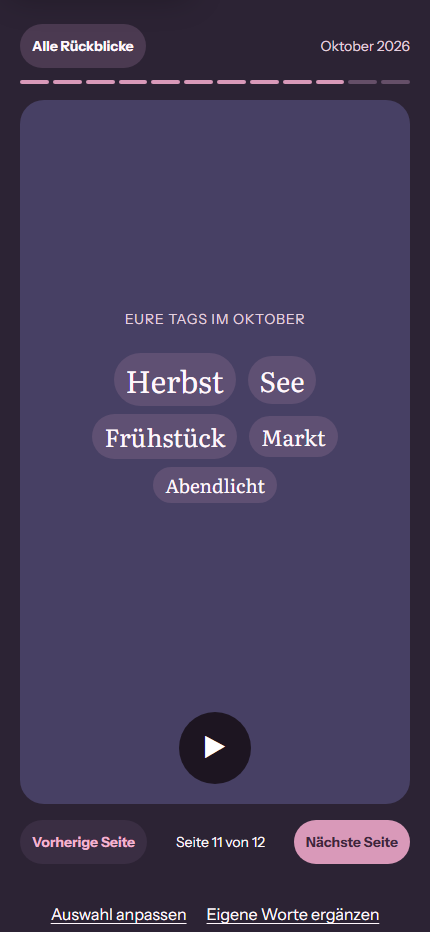 Alle Rückblicke
Oktober 2026
EURE TAGS IM OKTOBER
Herbst See
Frühstück Markt
Abendlicht
Vorherige Seite
Seite 11 von 12
Nächste Seite
Auswahl anpassen
Eigene Worte ergänzen